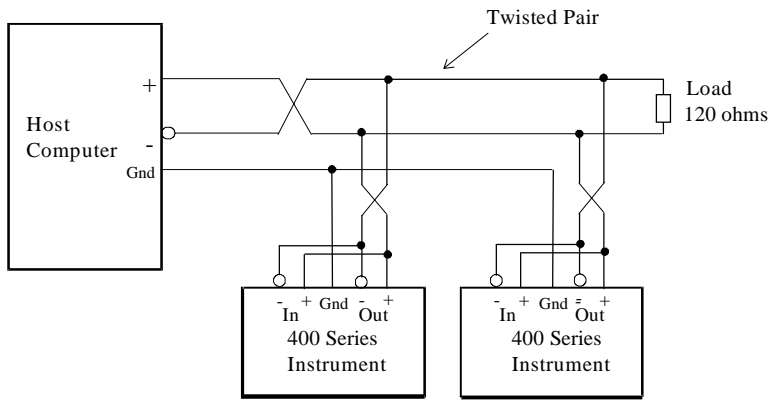 Twisted Pair
+
Load
120 ohms
Host
Computer
-
Gnd
- + Gnd - +
In Out
400 Series
Instrument
- + Gnd = +
In Out
400 Series
Instrument